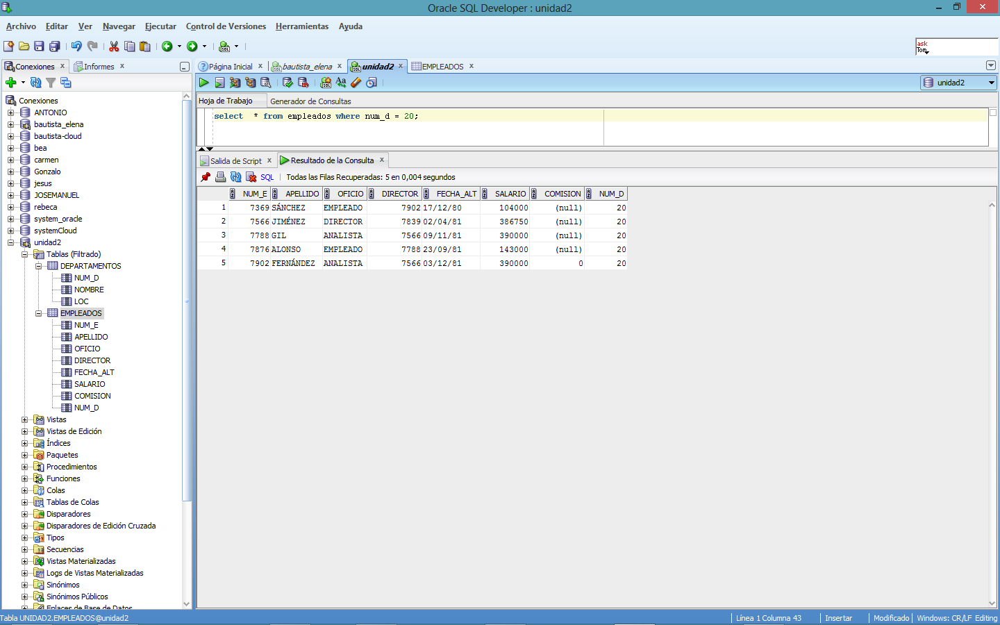 Oracle SQL Developer : unidad2
Archivo Editar Ver Navegar Ejecutar Control de Versiones Herramientas Ayuda
ask
Tom
Conexiones x Informes x
Página Inicial x bautista_elena x unidad2 x EMPLEADOS x
unidad2
Hoja de Trabajo Generador de Consultas
select * from empleados where num_d = 20;
Salida de Script x Resultado de la Consulta x
SQL | Todas las Filas Recuperadas: 5 en 0,004 segundos
NUM_E APELLIDO OFICIO DIRECTOR FECHA_ALT SALARIO COMISION NUM_D
1 7369 SÁNCHEZ EMPLEADO 7902 17/12/80 104000 (null) 20
2 7566 JIMÉNEZ DIRECTOR 7839 02/04/81 386750 (null) 20
3 7788 GIL ANALISTA 7566 09/11/81 390000 (null) 20
4 7876 ALONSO EMPLEADO 7788 23/09/81 143000 (null) 20
5 7902 FERNÁNDEZ ANALISTA 7566 03/12/81 390000 0 20
Conexiones
ANTONIO
bautista_elena
bautista-cloud
bea
carmen
Gonzalo
jesus
JOSEMANUEL
rebeca
system_oracle
systemCloud
unidad2
Tablas (Filtrado)
DEPARTAMENTOS
NUM_D
NOMBRE
LOC
EMPLEADOS
NUM_E
APELLIDO
OFICIO
DIRECTOR
FECHA_ALT
SALARIO
COMISION
NUM_D
Vistas
Vistas de Edición
Índices
Paquetes
Procedimientos
Funciones
Colas
Tablas de Colas
Disparadores
Disparadores de Edición Cruzada
Tipos
Secuencias
Vistas Materializadas
Logs de Vistas Materializadas
Sinónimos
Sinónimos Públicos
Enlaces de Base de Datos
Tabla UNIDAD2.EMPLEADOS@unidad2
Línea 1 Columna 43 | Insertar | Modificado | Windows: CR/LF Editing